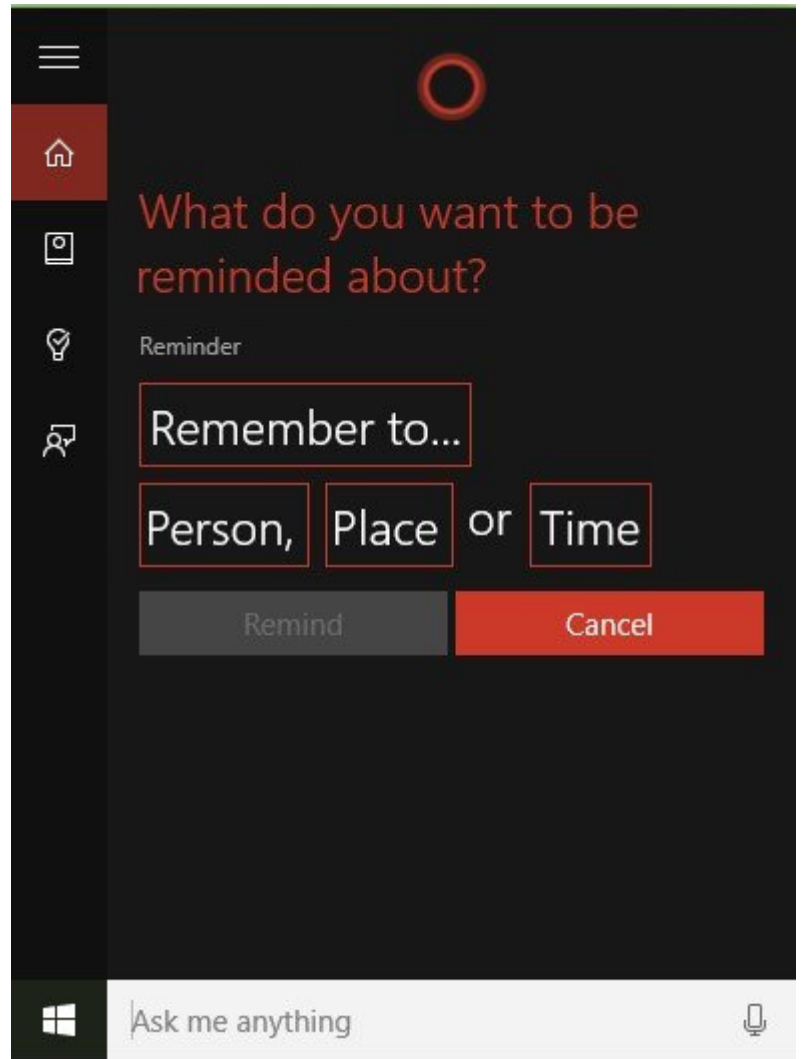 What do you want to be
reminded about?
Reminder
Remember to...
Person, Place or Time
Remind Cancel
Ask me anything